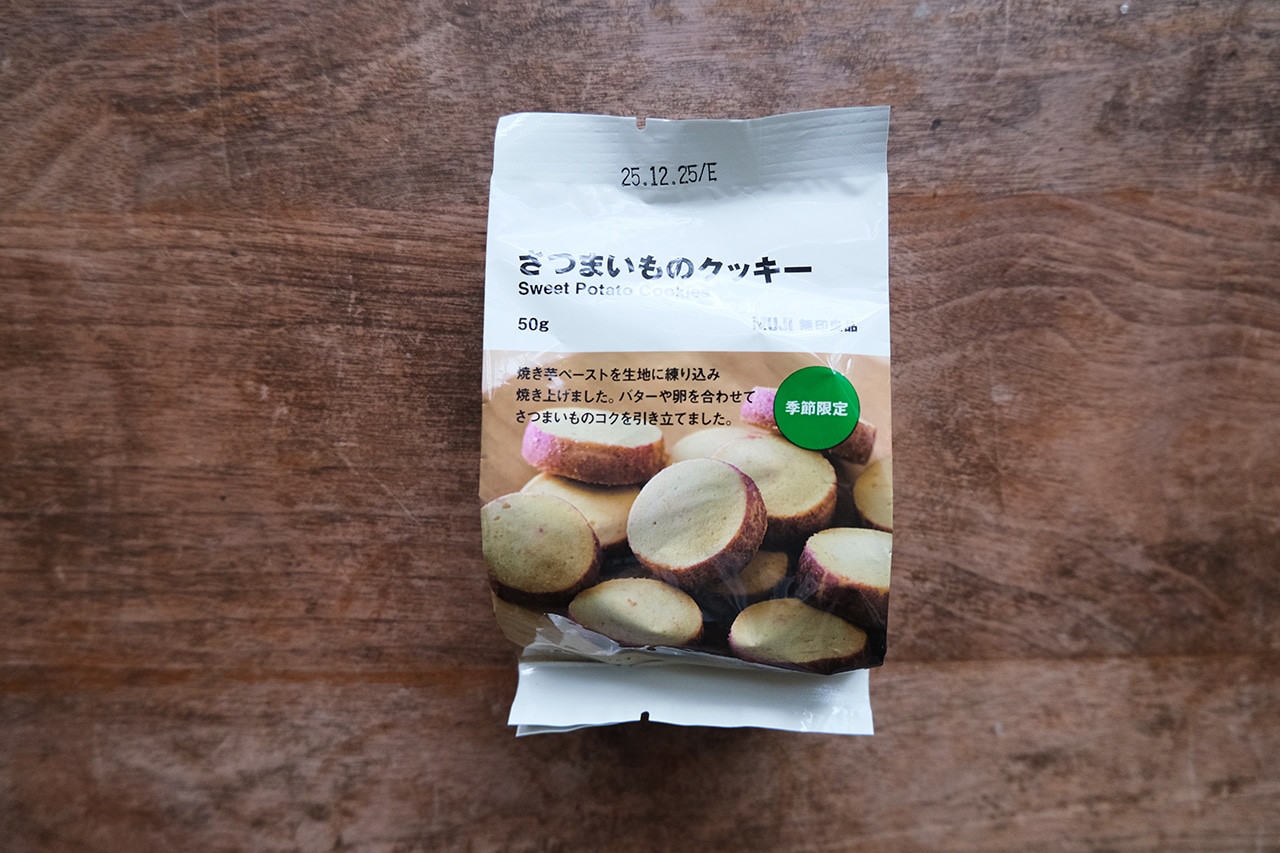 25.12.25/E
さつまいものクッキー
Sweet Potato Cookies
50g
MUJI 無印良品
焼き芋ペーストを生地に練り込み
焼き上げました。バターや卵を合わせて
さつまいものコクを引き立てました。
季節限定